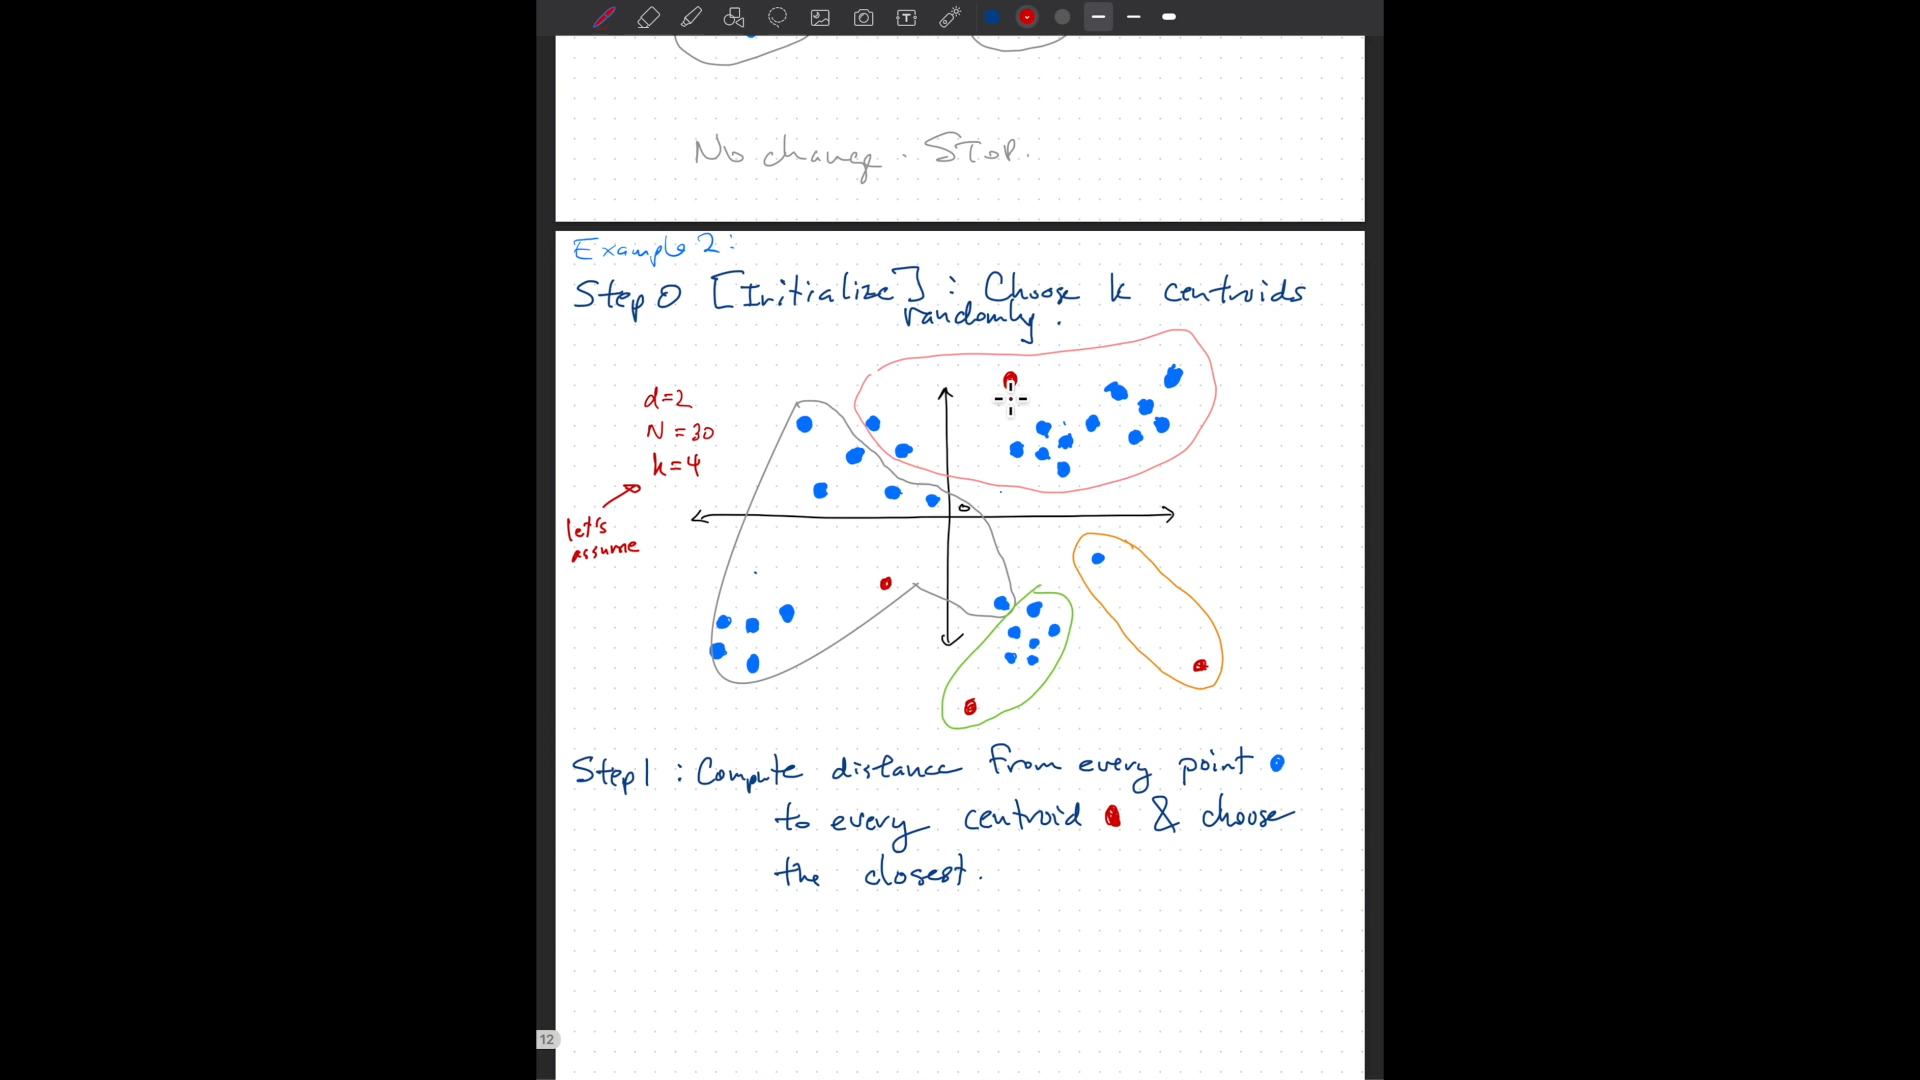 No change. STOP.
Example 2:
Step 0 [Initialize] : Choose k centroids
randomly.
d=2
N = 30
k=4
let's
assume
0
Step 1 : Compute distance from every point
to every centroid & choose
the closest.
12